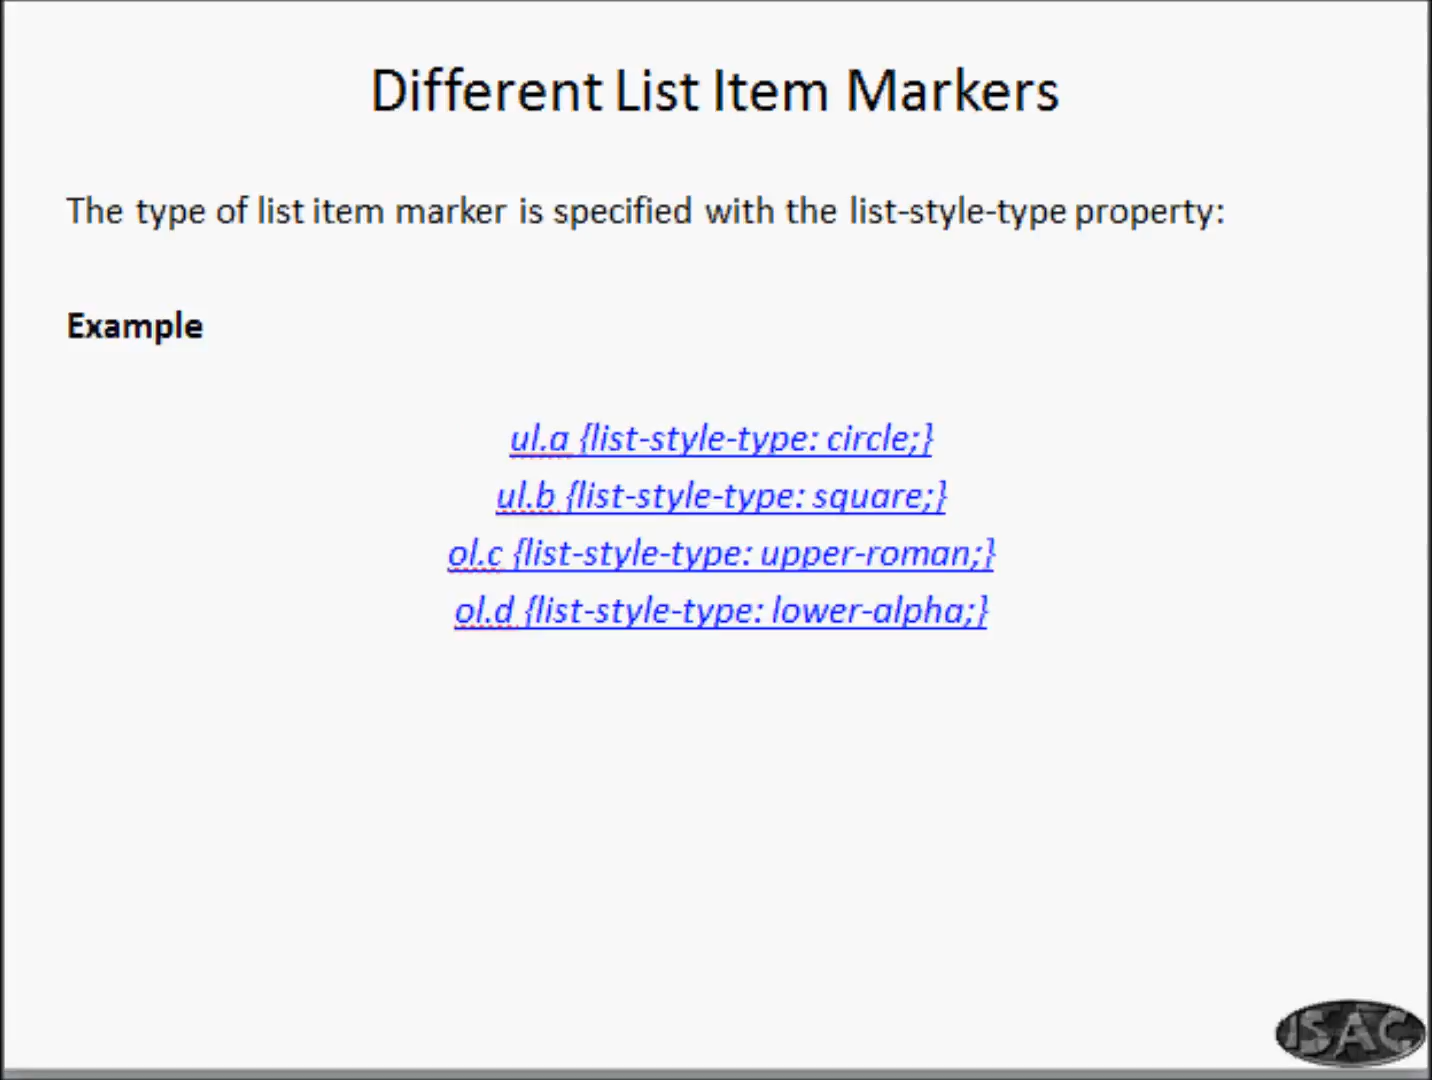 Different List Item Markers
The type of list item marker is specified with the list-style-type property:
Example
ul.a {list-style-type: circle;}
ul.b {list-style-type: square;}
ol.c {list-style-type: upper-roman;}
ol.d {list-style-type: lower-alpha;}
ISAC